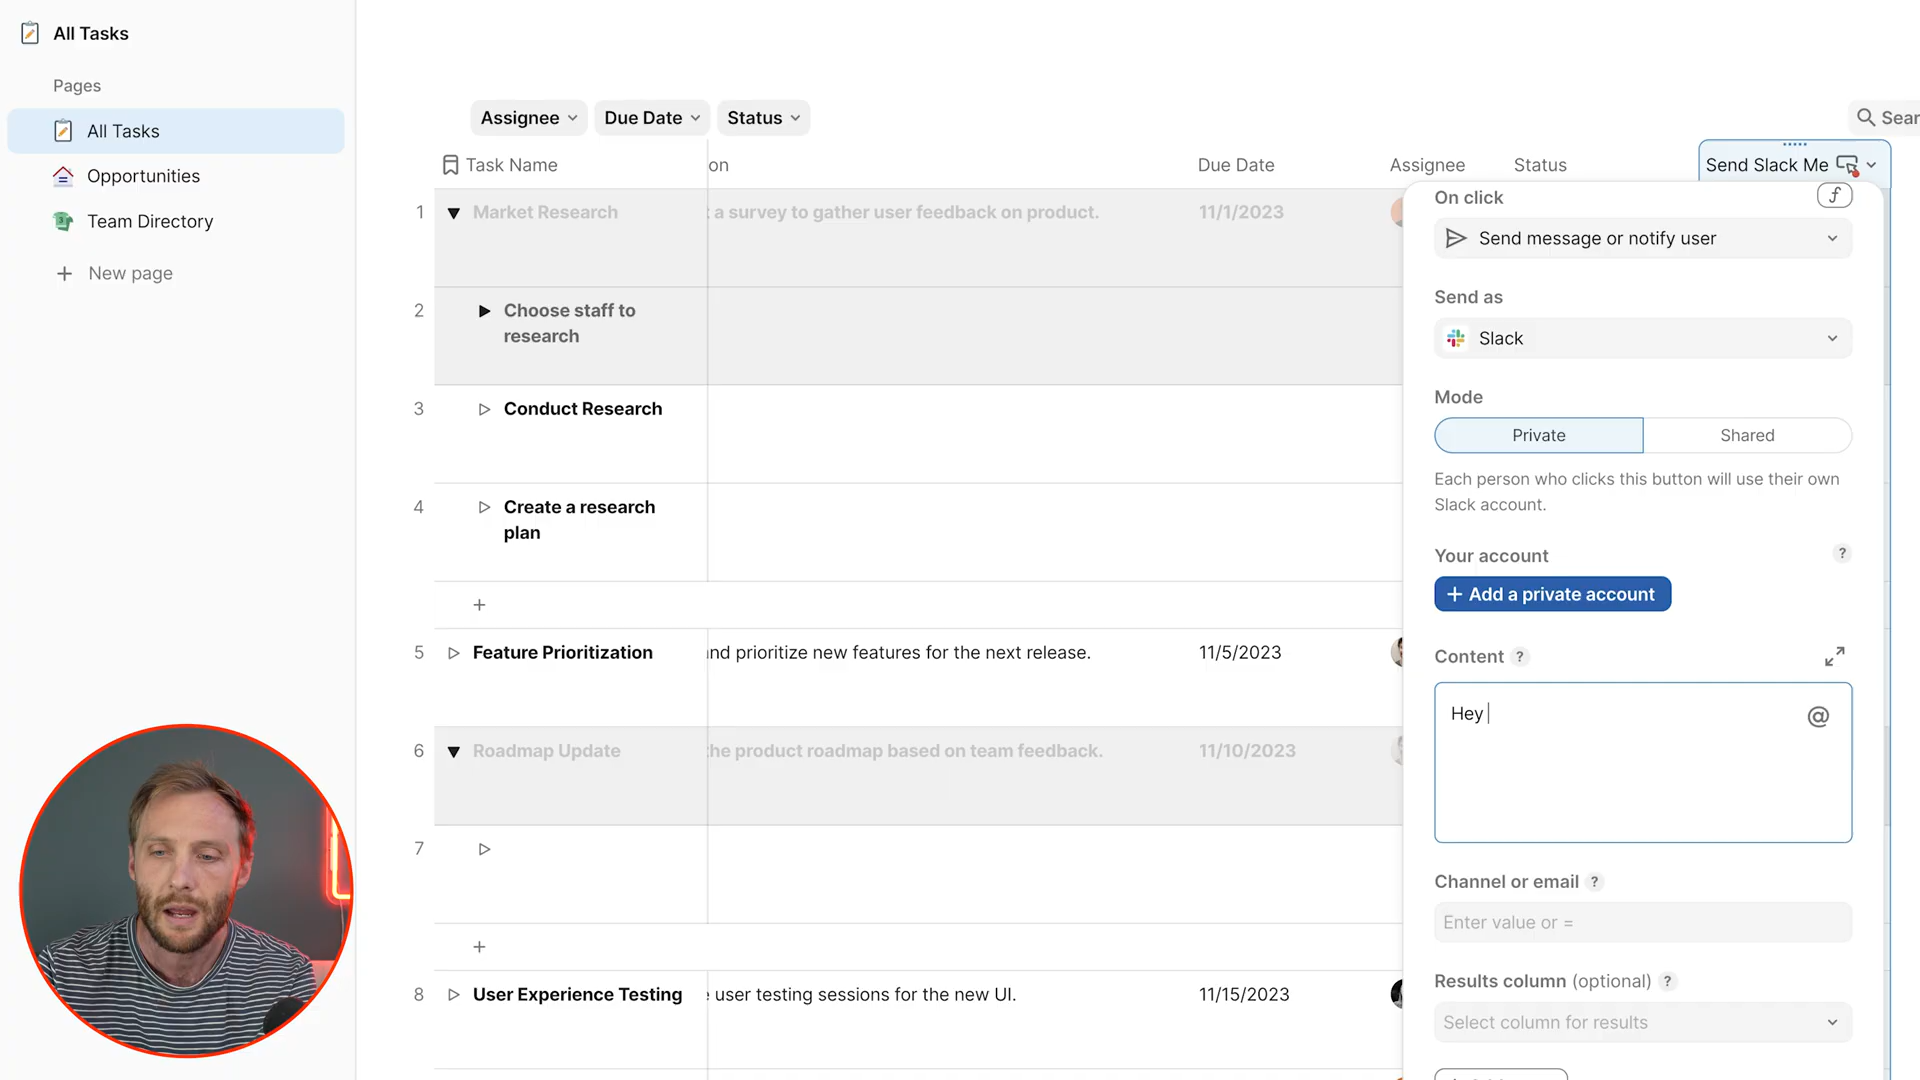 All Tasks
Pages
All Tasks
Opportunities
Team Directory
New page
Assignee
Due Date
Status
Sear
Task Name
on
Due Date
Assignee
Status
Send Slack Me
1
Market Research
a survey to gather user feedback on product.
11/1/2023
2
Choose staff to
research
3
Conduct Research
4
Create a research
plan
5
Feature Prioritization
nd prioritize new features for the next release.
11/5/2023
6
Roadmap Update
the product roadmap based on team feedback.
11/10/2023
7
8
User Experience Testing
user testing sessions for the new UI.
11/15/2023
On click
Send message or notify user
Send as
Slack
Mode
Private
Shared
Each person who clicks this button will use their own
Slack account.
Your account
?
+ Add a private account
Content ?
Hey
@
Channel or email ?
Enter value or =
Results column (optional) ?
Select column for results